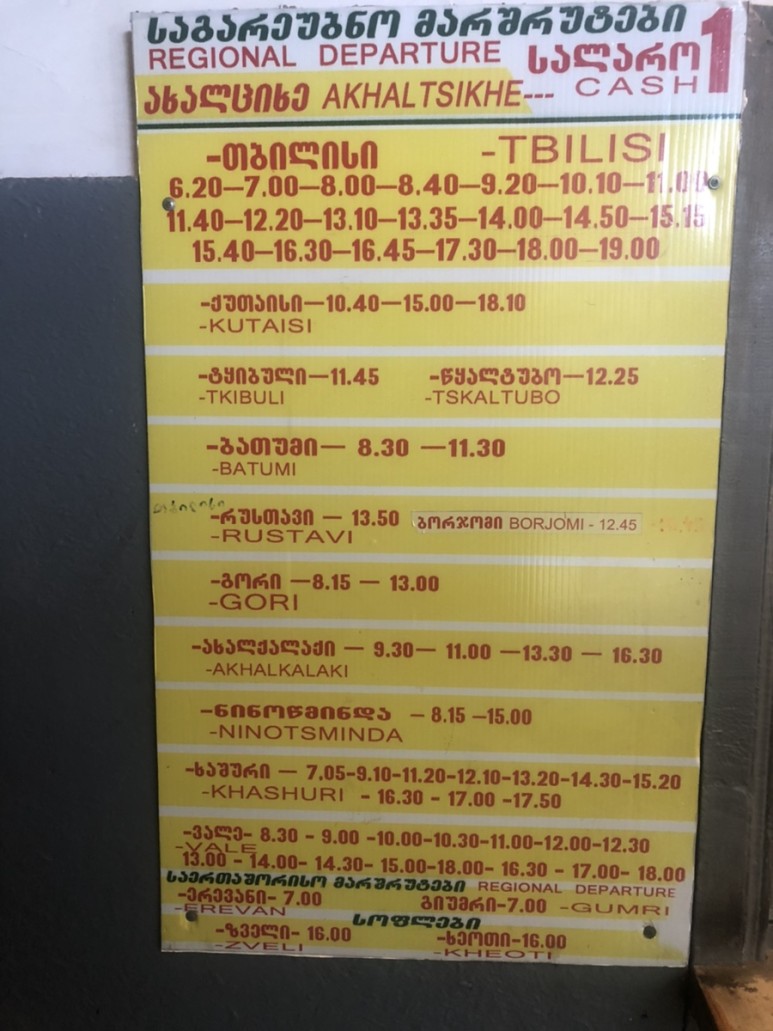 საგარეუბნო მარშრუტები
REGIONAL DEPARTURE სალარო 1
CASH
ახალციხე AKHALTSIKHE---
-თბილისი -TBILISI
6.20—7.00—8.00—8.40—9.20—10.10—11.00
11.40—12.20—13.10—13.35—14.00—14.50—15.15
15.40—16.30—16.45—17.30—18.00—19.00
-ქუთაისი—10.40—15.00—18.10
-KUTAISI
-ტყიბული—11.45 -წყალტუბო—12.25
-TKIBULI -TSKALTUBO
-ბათუმი— 8.30 —11.30
-BATUMI
-რუსთავი — 13.50 ბორჯომი BORJOMI - 12.45
-RUSTAVI
-გორი —8.15 — 13.00
-GORI
-ახალქალაქი — 9.30— 11.00 —13.30 — 16.30
-AKHALKALAKI
-ნინოწმინდა — 8.15 —15.00
-NINOTSMINDA
-ხაშური — 7.05-9.10-11.20-12.10-13.20-14.30-15.20
-KHASHURI - 16.30 - 17.00 -17.50
-ვალე- 8.30 - 9.00 -10.00-10.30-11.00-12.00-12.30
-VALE
13.00 - 14.00- 14.30- 15.00-18.00- 16.30 - 17.00- 18.00
საერთაშორისო მარშრუტები REGIONAL DEPARTURE
-ერევანი- 7.00 გიუმრი-7.00 -GUMRI
-EREVAN
სოფლები
-ზველი- 16.00 -ხეოთი-16.00
-ZVELI -KHEOTI